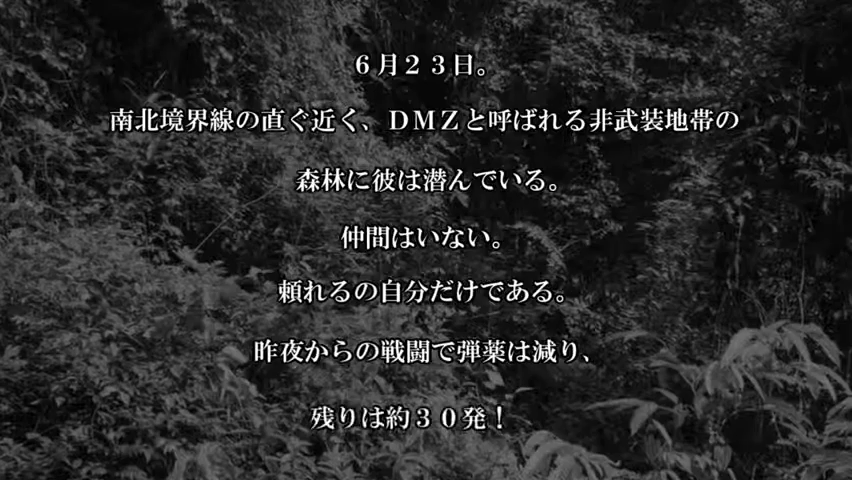 ６月２３日。
南北境界線の直ぐ近く、ＤＭＺと呼ばれる非武装地帯の
森林に彼は潜んでいる。
仲間はいない。
頼れるの自分だけである。
昨夜からの戦闘で弾薬は減り、
残りは約３０発！